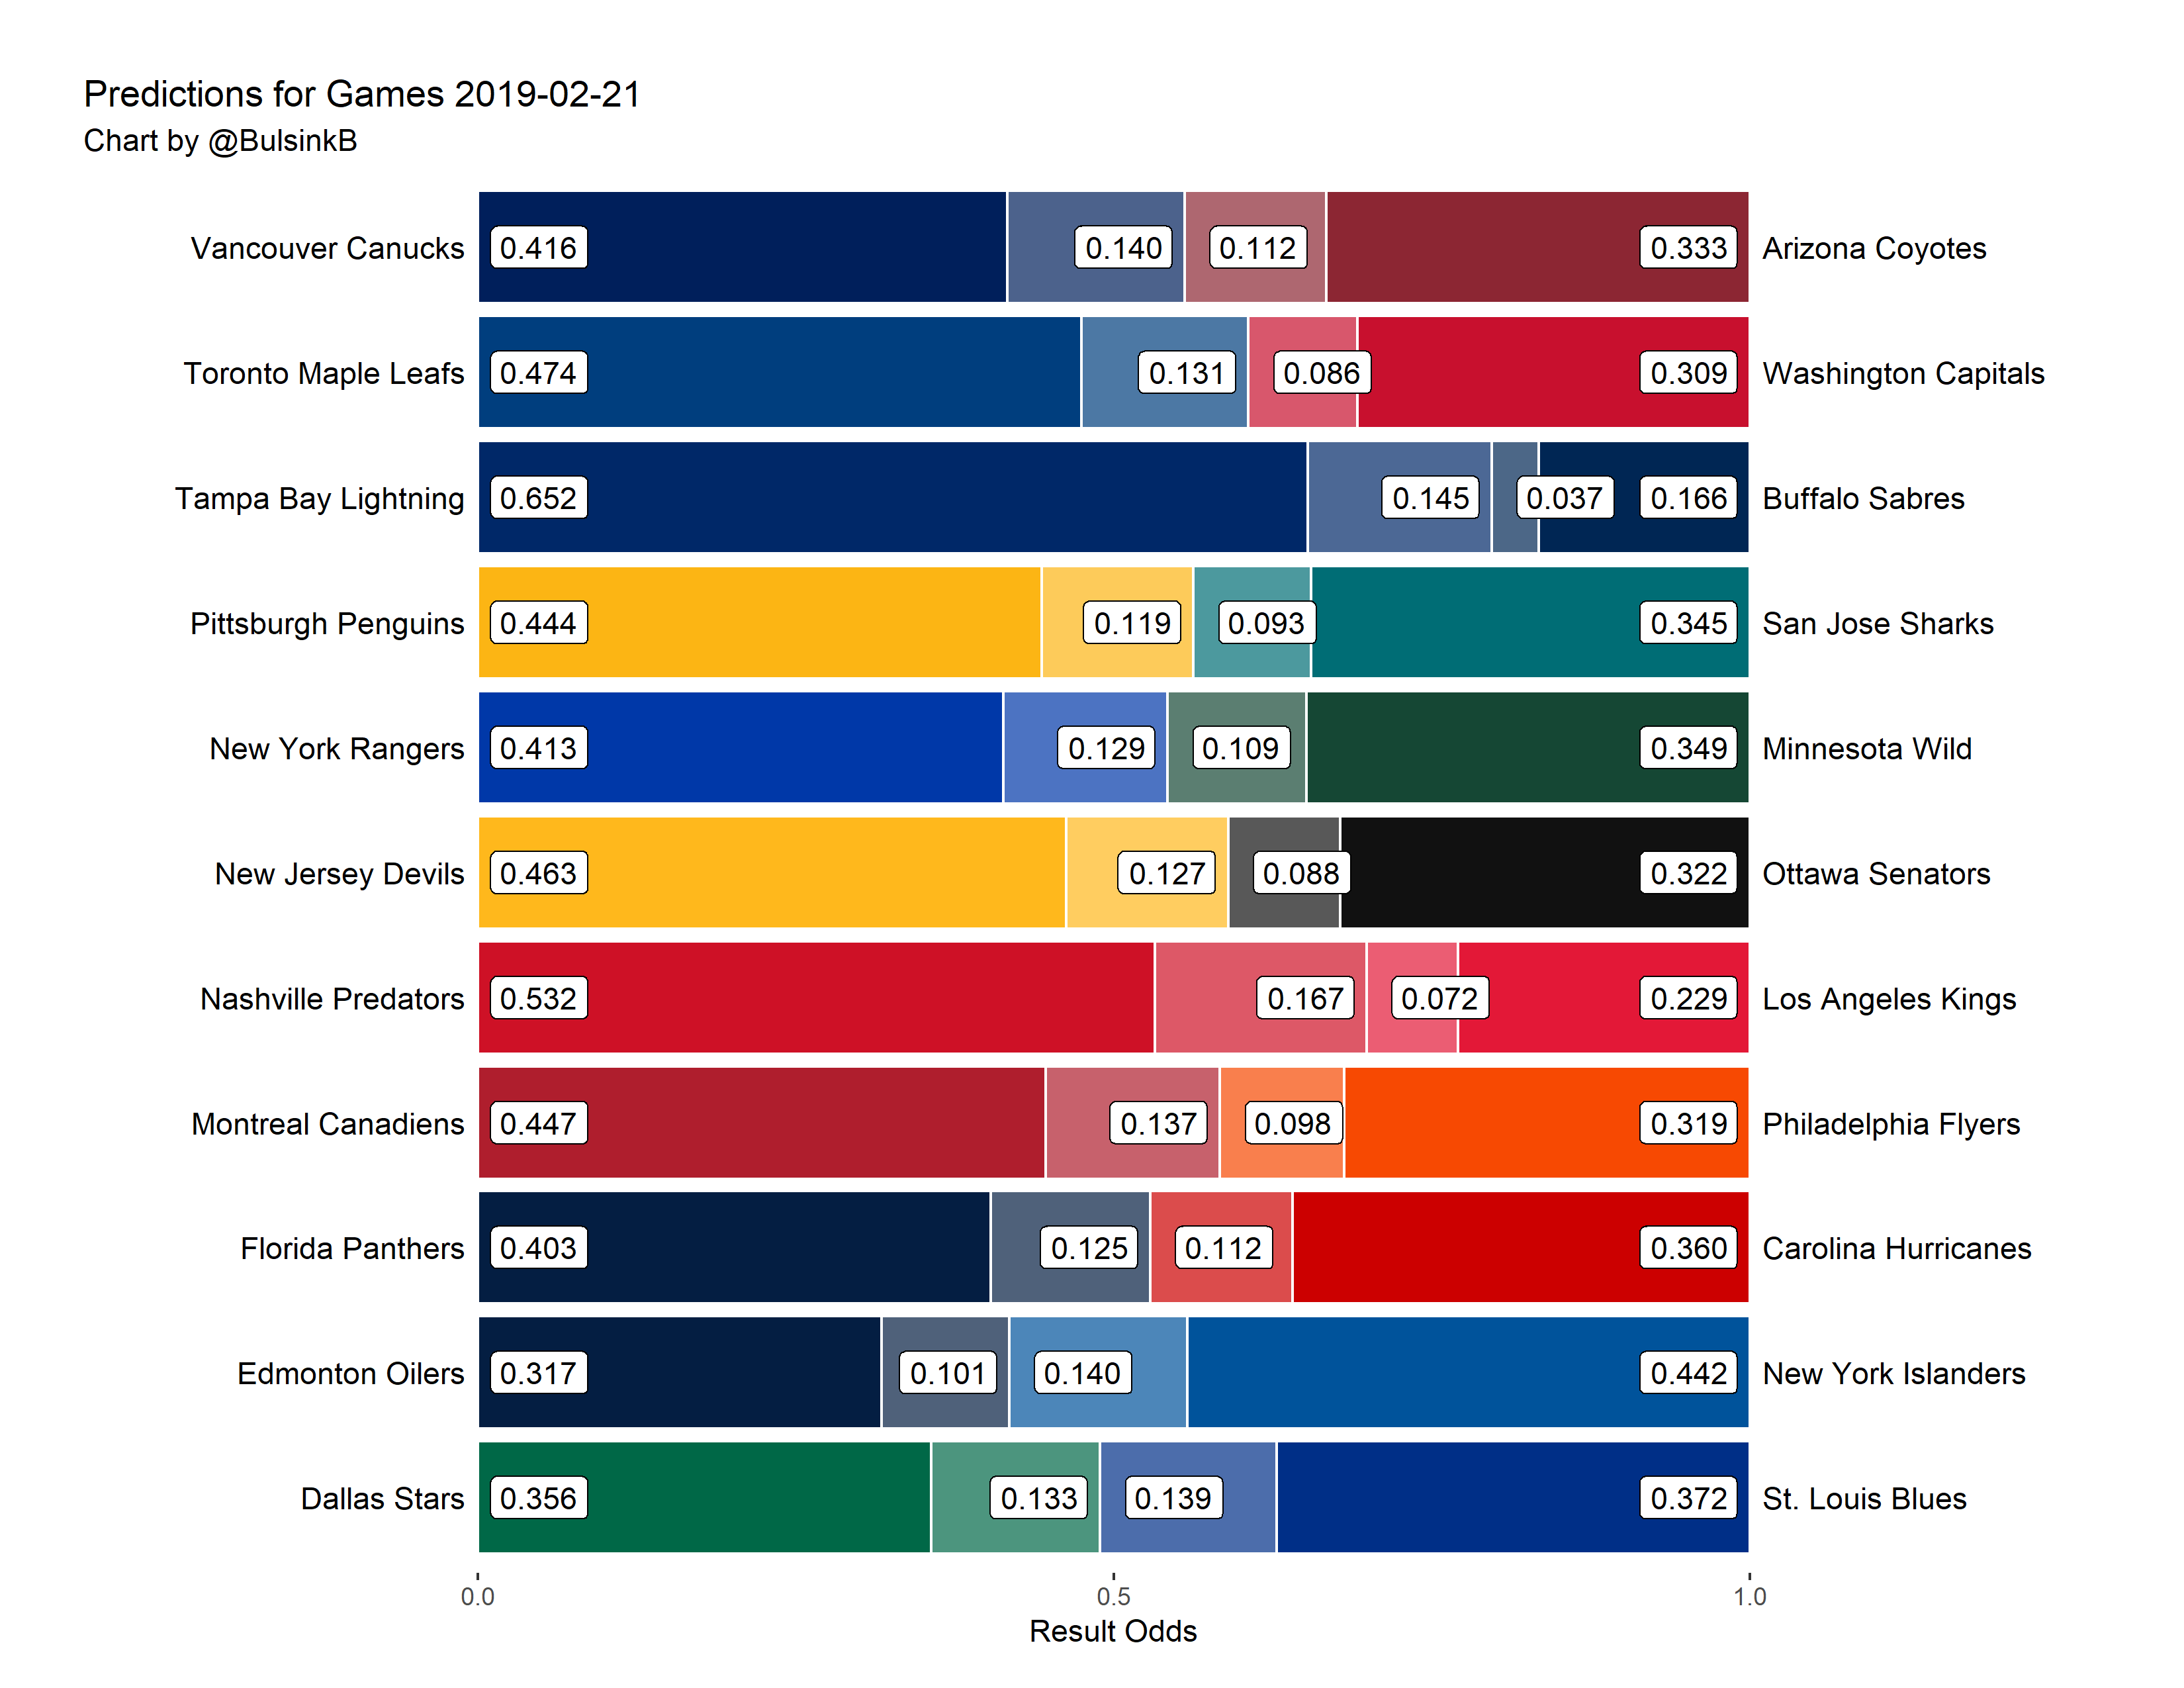 Predictions for Games 2019-02-21
Chart by @BulsinkB
Vancouver Canucks 0.416 0.140 0.112 0.333 Arizona Coyotes
Toronto Maple Leafs 0.474 0.131 0.086 0.309 Washington Capitals
Tampa Bay Lightning 0.652 0.145 0.037 0.166 Buffalo Sabres
Pittsburgh Penguins 0.444 0.119 0.093 0.345 San Jose Sharks
New York Rangers 0.413 0.129 0.109 0.349 Minnesota Wild
New Jersey Devils 0.463 0.127 0.088 0.322 Ottawa Senators
Nashville Predators 0.532 0.167 0.072 0.229 Los Angeles Kings
Montreal Canadiens 0.447 0.137 0.098 0.319 Philadelphia Flyers
Florida Panthers 0.403 0.125 0.112 0.360 Carolina Hurricanes
Edmonton Oilers 0.317 0.101 0.140 0.442 New York Islanders
Dallas Stars 0.356 0.133 0.139 0.372 St. Louis Blues
0.0 0.5 1.0
Result Odds